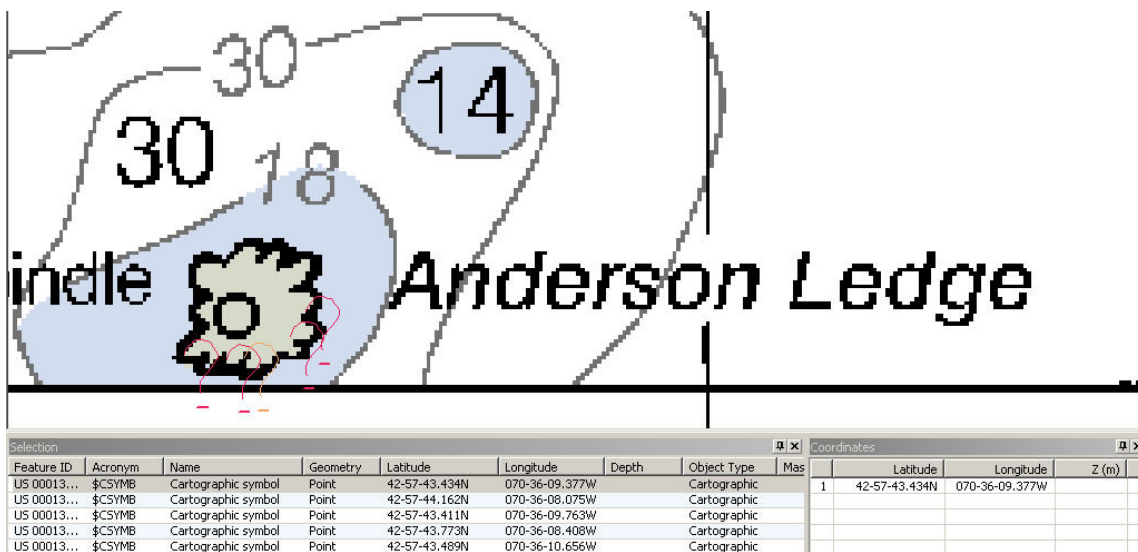 30
14
30
18
indle
Anderson Ledge
Selection
Feature ID Acronym Name Geometry Latitude Longitude Depth Object Type Mas
US 00013... $CSYMB Cartographic symbol Point 42-57-43.434N 070-36-09.377W Cartographic
US 00013... $CSYMB Cartographic symbol Point 42-57-44.162N 070-36-08.075W Cartographic
US 00013... $CSYMB Cartographic symbol Point 42-57-43.411N 070-36-09.763W Cartographic
US 00013... $CSYMB Cartographic symbol Point 42-57-43.773N 070-36-08.408W Cartographic
US 00013... $CSYMB Cartographic symbol Point 42-57-43.489N 070-36-10.656W Cartographic
Coordinates
Latitude Longitude Z (m)
1 42-57-43.434N 070-36-09.377W